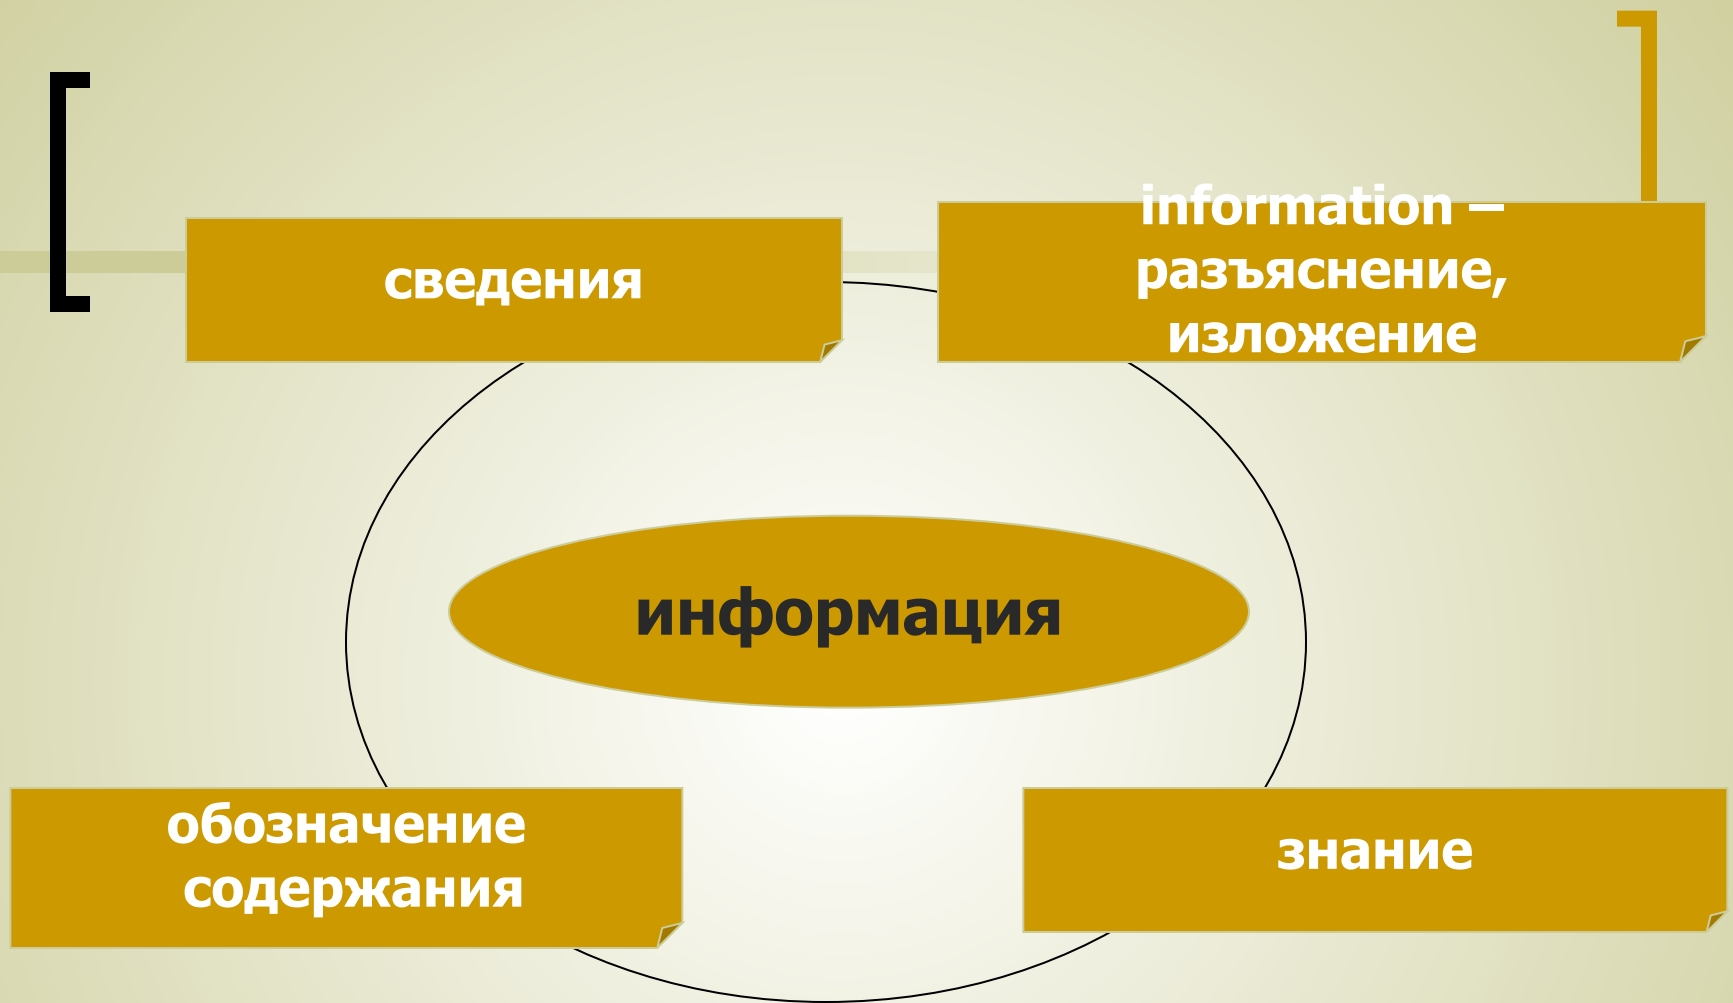 сведения
information –
разъяснение,
изложение
информация
обозначение
содержания
знание